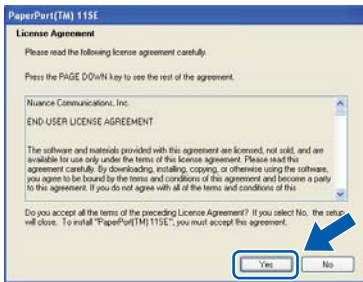 PaperPort(TM) 11SE
License Agreement
Please read the following license agreement carefully.
Press the PAGE DOWN key to see the rest of the agreement.
Nuance Communications, Inc.
END-USER LICENSE AGREEMENT
The software and materials provided with this agreement are licensed, not sold, and are
available for use only under the terms of this license agreement. Please read this
agreement carefully. By downloading, installing, copying, or otherwise using the software,
you agree to be bound by the terms and conditions of this agreement and become a party
to this agreement. If you do not agree with all of the terms and conditions of this
Do you accept all the terms of the preceding License Agreement? If you select No, the setup
will close. To install "PaperPort(TM) 11SE", you must accept this agreement.
Yes
No